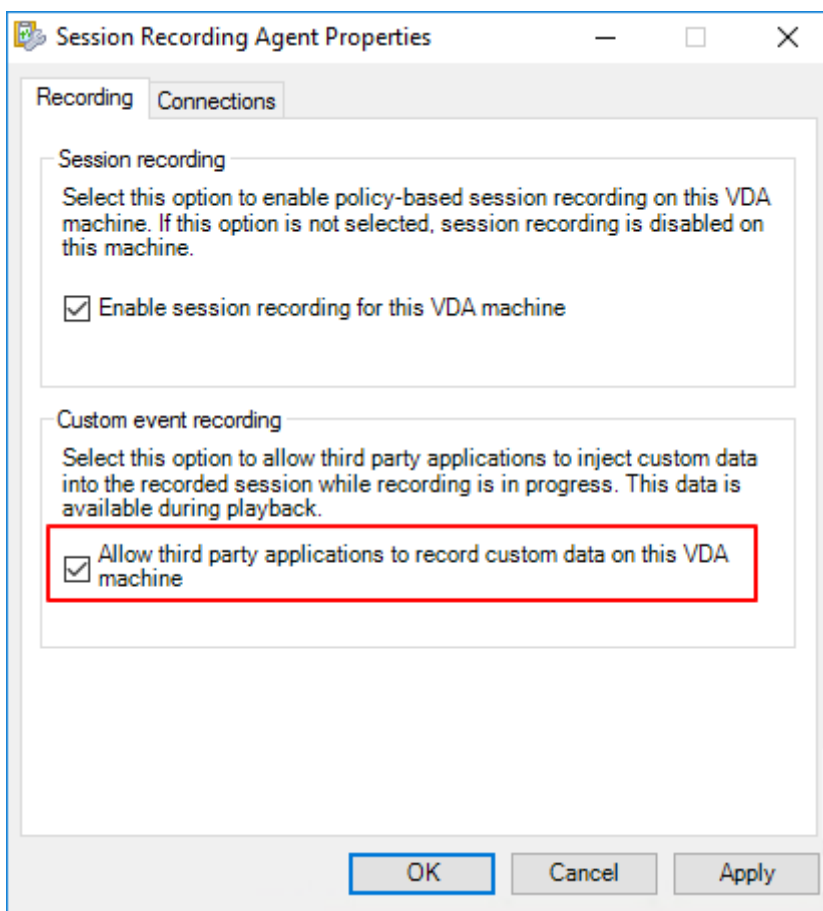 Session Recording Agent Properties
Recording
Connections
Session recording
Select this option to enable policy-based session recording on this VDA
machine. If this option is not selected, session recording is disabled on
this machine.
Enable session recording for this VDA machine
Custom event recording
Select this option to allow third party applications to inject custom data
into the recorded session while recording is in progress. This data is
available during playback.
Allow third party applications to record custom data on this VDA
machine
OK
Cancel
Apply